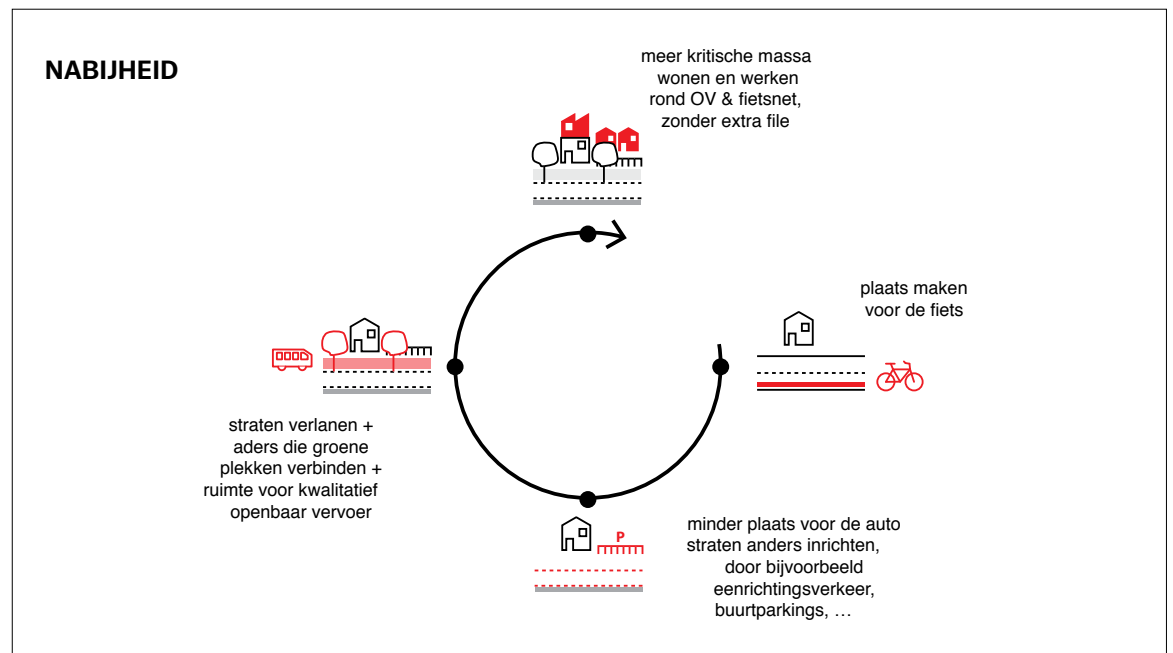 NABIJHEID
meer kritische massa
wonen en werken
rond OV & fietsnet,
zonder extra file
plaats maken
voor de fiets
straten verlanen +
aders die groene
plekken verbinden +
ruimte voor kwalitatief
openbaar vervoer
P
minder plaats voor de auto
straten anders inrichten,
door bijvoorbeeld
eenrichtingsverkeer,
buurtparkings, …